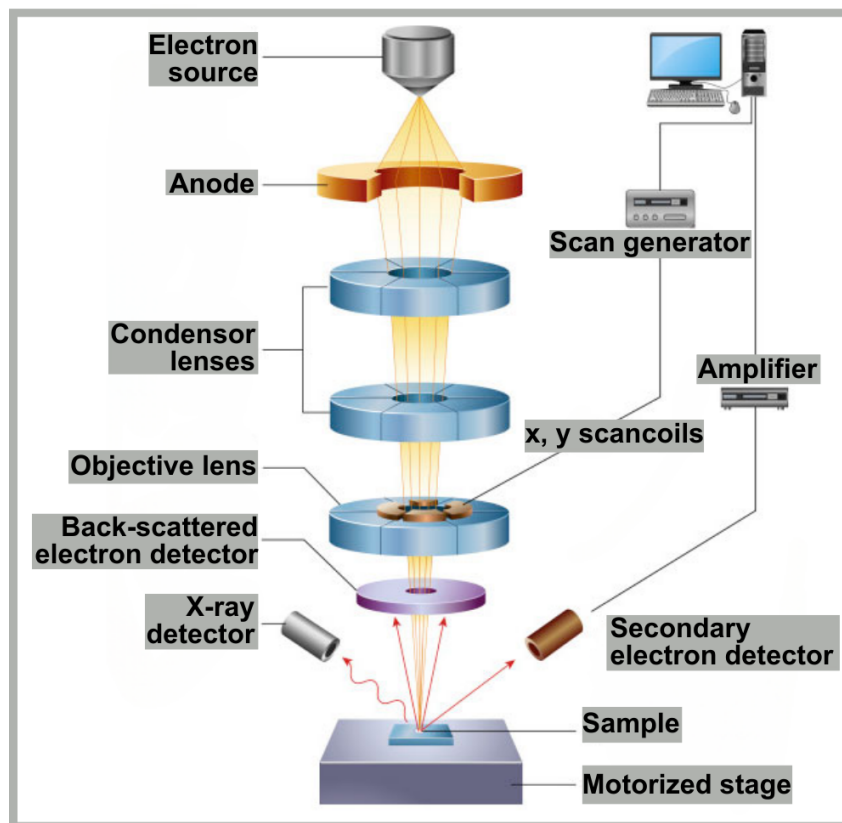 Electron
source
Anode
Scan generator
Condensor
lenses
Amplifier
x, y scancoils
Objective lens
Back-scattered
electron detector
X-ray
detector
Secondary
electron detector
Sample
Motorized stage